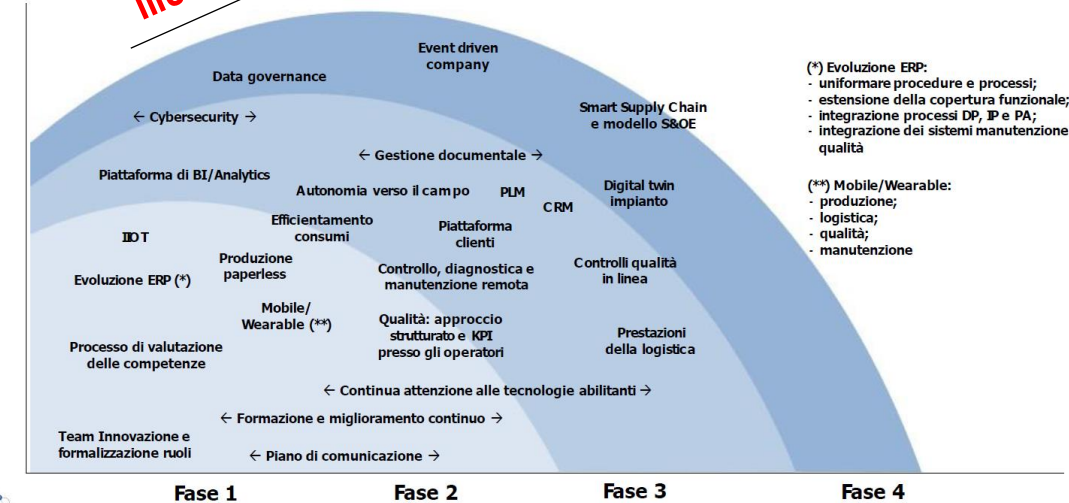 Event driven
company
Data governance
Smart Supply Chain
e modello S&OE
← Cybersecurity →
← Gestione documentale →
Piattaforma di BI/Analytics
Autonomia verso il campo
PLM
Digital twin
impianto
CRM
Efficientamento
consumi
Piattaforma
clienti
IIOT
Produzione
paperless
Controllo, diagnostica e
manutenzione remota
Controlli qualità
in linea
Evoluzione ERP (*)
Mobile/
Wearable (**)
Qualità: approccio
strutturato e KPI
presso gli operatori
Prestazioni
della logistica
Processo di valutazione
delle competenze
← Continua attenzione alle tecnologie abilitanti →
← Formazione e miglioramento continuo →
Team Innovazione e
formalizzazione ruoli
← Piano di comunicazione →
Fase 1
Fase 2
Fase 3
Fase 4
(*) Evoluzione ERP:
- uniformare procedure e processi;
- estensione della copertura funzionale;
- integrazione processi DP, IP e PA;
- integrazione dei sistemi manutenzione
qualità
(**) Mobile/Wearable:
- produzione;
- logistica;
- qualità;
- manutenzione